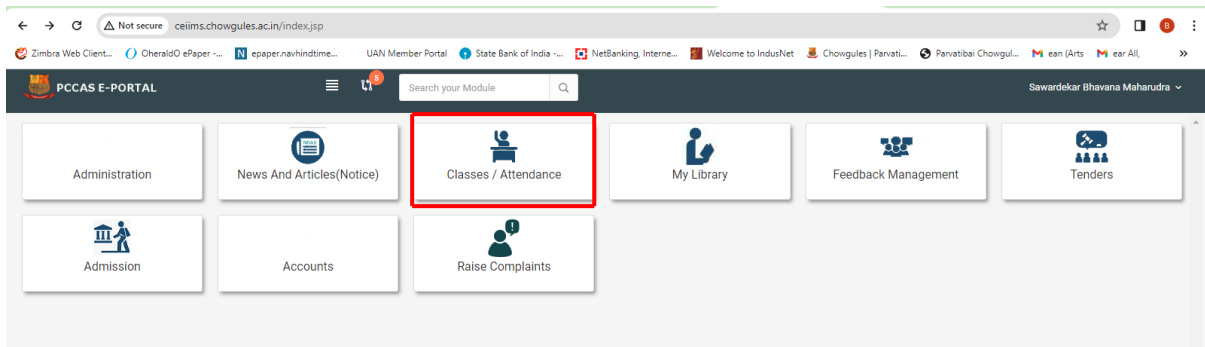 Not secure ceiims.chowgules.ac.in/index.jsp B
Zimbra Web Client... OheraldO ePaper -... N epaper.navhindtime... UAN Member Portal State Bank of India -... NetBanking, Interne... Welcome to IndusNet Chowgules | Parvati... Parvatibai Chowgul... ean (Arts ear All, »
PCCAS E-PORTAL 5 Search your Module Sawardekar Bhavana Maharudra
NEWS
Administration News And Articles(Notice) Classes / Attendance My Library Feedback Management Tenders
Admission Accounts Raise Complaints